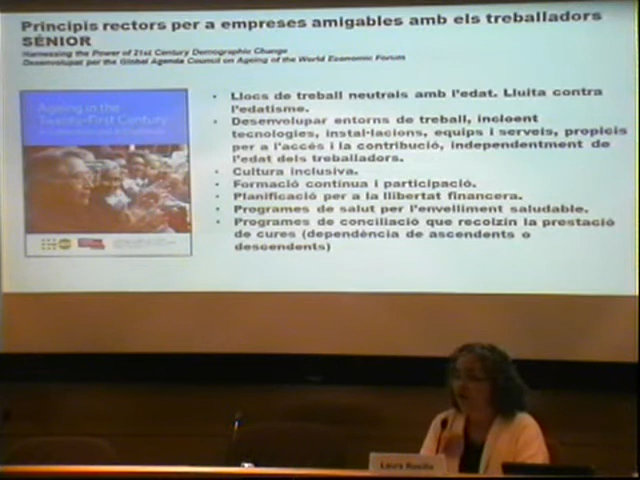 Principis rectors per a empreses amigables amb els treballadors
SÈNIOR
Harnessing the Power of 21st Century Demographic Change
Desenvolupat per the Global Agenda Council on Ageing of the World Economic Forum
Ageing in the
Twenty-First Century
• Llocs de treball neutrals amb l'edat. Lluita contra
l'edatisme.
• Desenvolupar entorns de treball, incloent
tecnologies, instal·lacions, equips i serveis, propicis
per a l'accés i la contribució, independentment de
l'edat dels treballadors.
• Cultura inclusiva.
• Formació contínua i participació.
• Planificació per a la llibertat financera.
• Programes de salut per l'envelliment saludable.
• Programes de conciliació que recolzin la prestació
de cures (dependència de ascendents o
descendents)
Laura